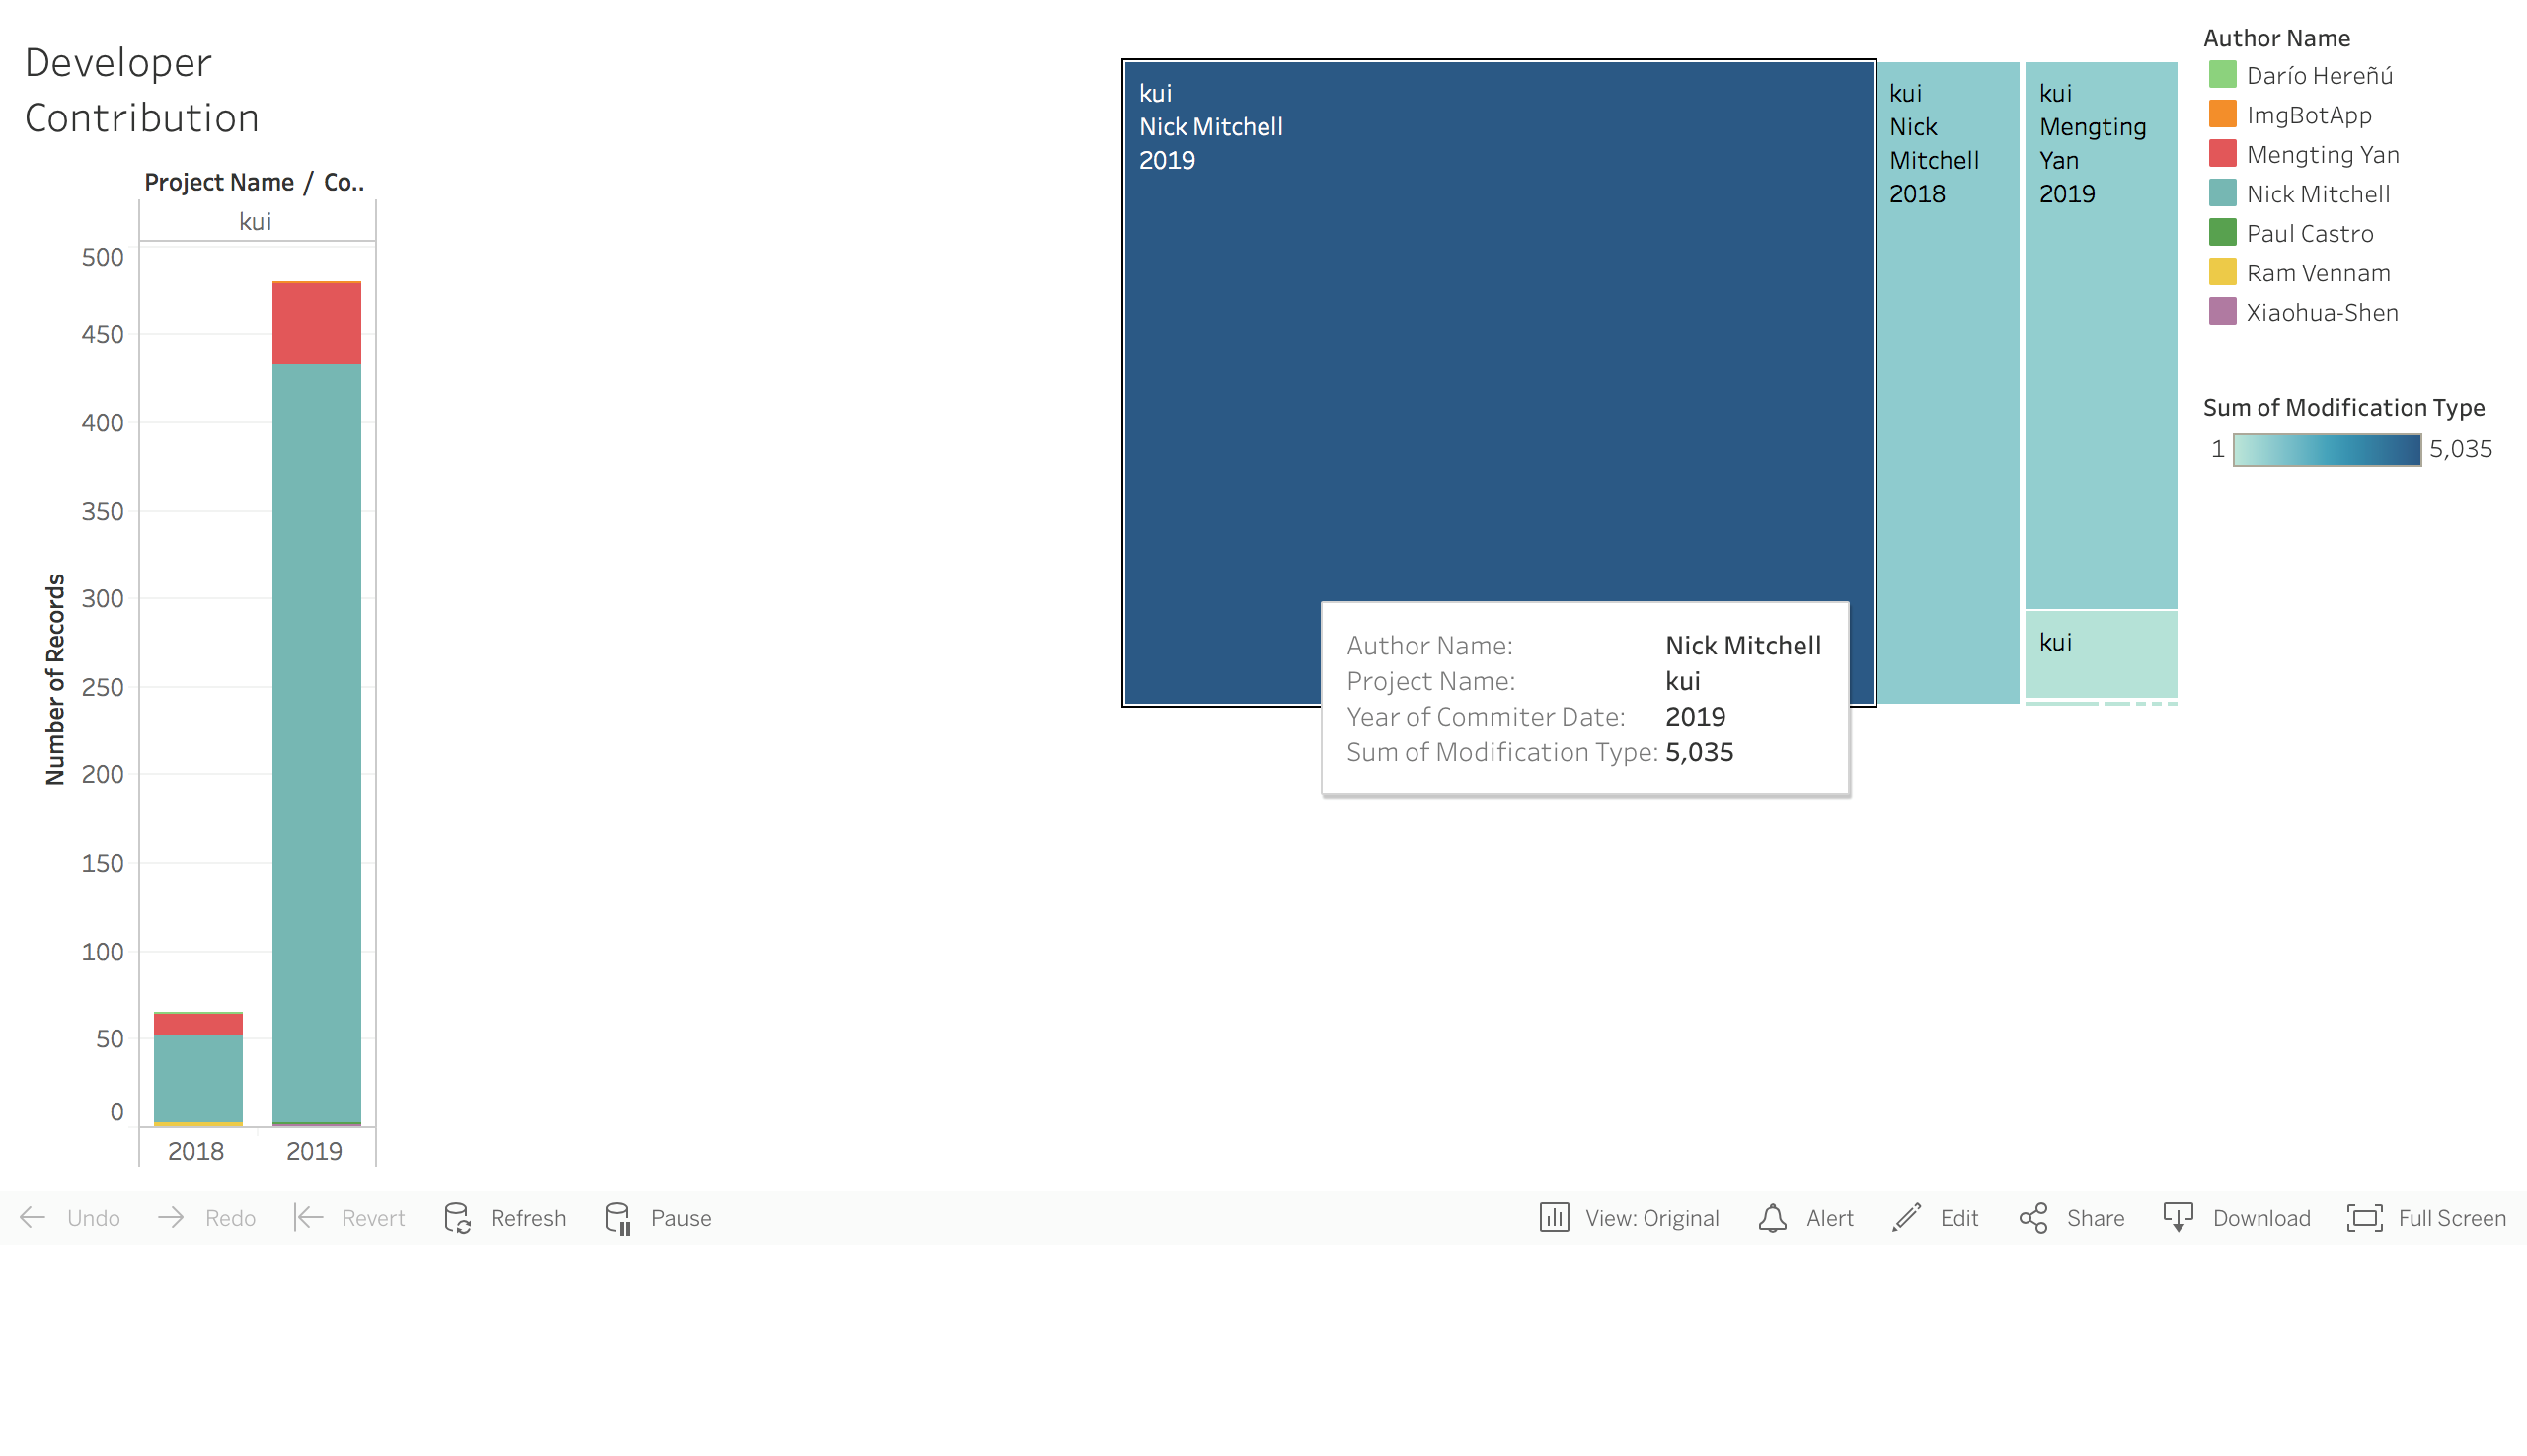 Developer
Contribution
Project Name / Co..
kui
500
450
400
350
300
250
200
150
100
50
0
Number of Records
2018
2019
kui
Nick Mitchell
2019
kui
Nick
Mitchell
2018
kui
Mengting
Yan
2019
kui
Author Name: Nick Mitchell
Project Name: kui
Year of Commiter Date: 2019
Sum of Modification Type: 5,035
Author Name
Darío Hereñú
ImgBotApp
Mengting Yan
Nick Mitchell
Paul Castro
Ram Vennam
Xiaohua-Shen
Sum of Modification Type
1 5,035
Undo Redo Revert Refresh Pause View: Original Alert Edit Share Download Full Screen